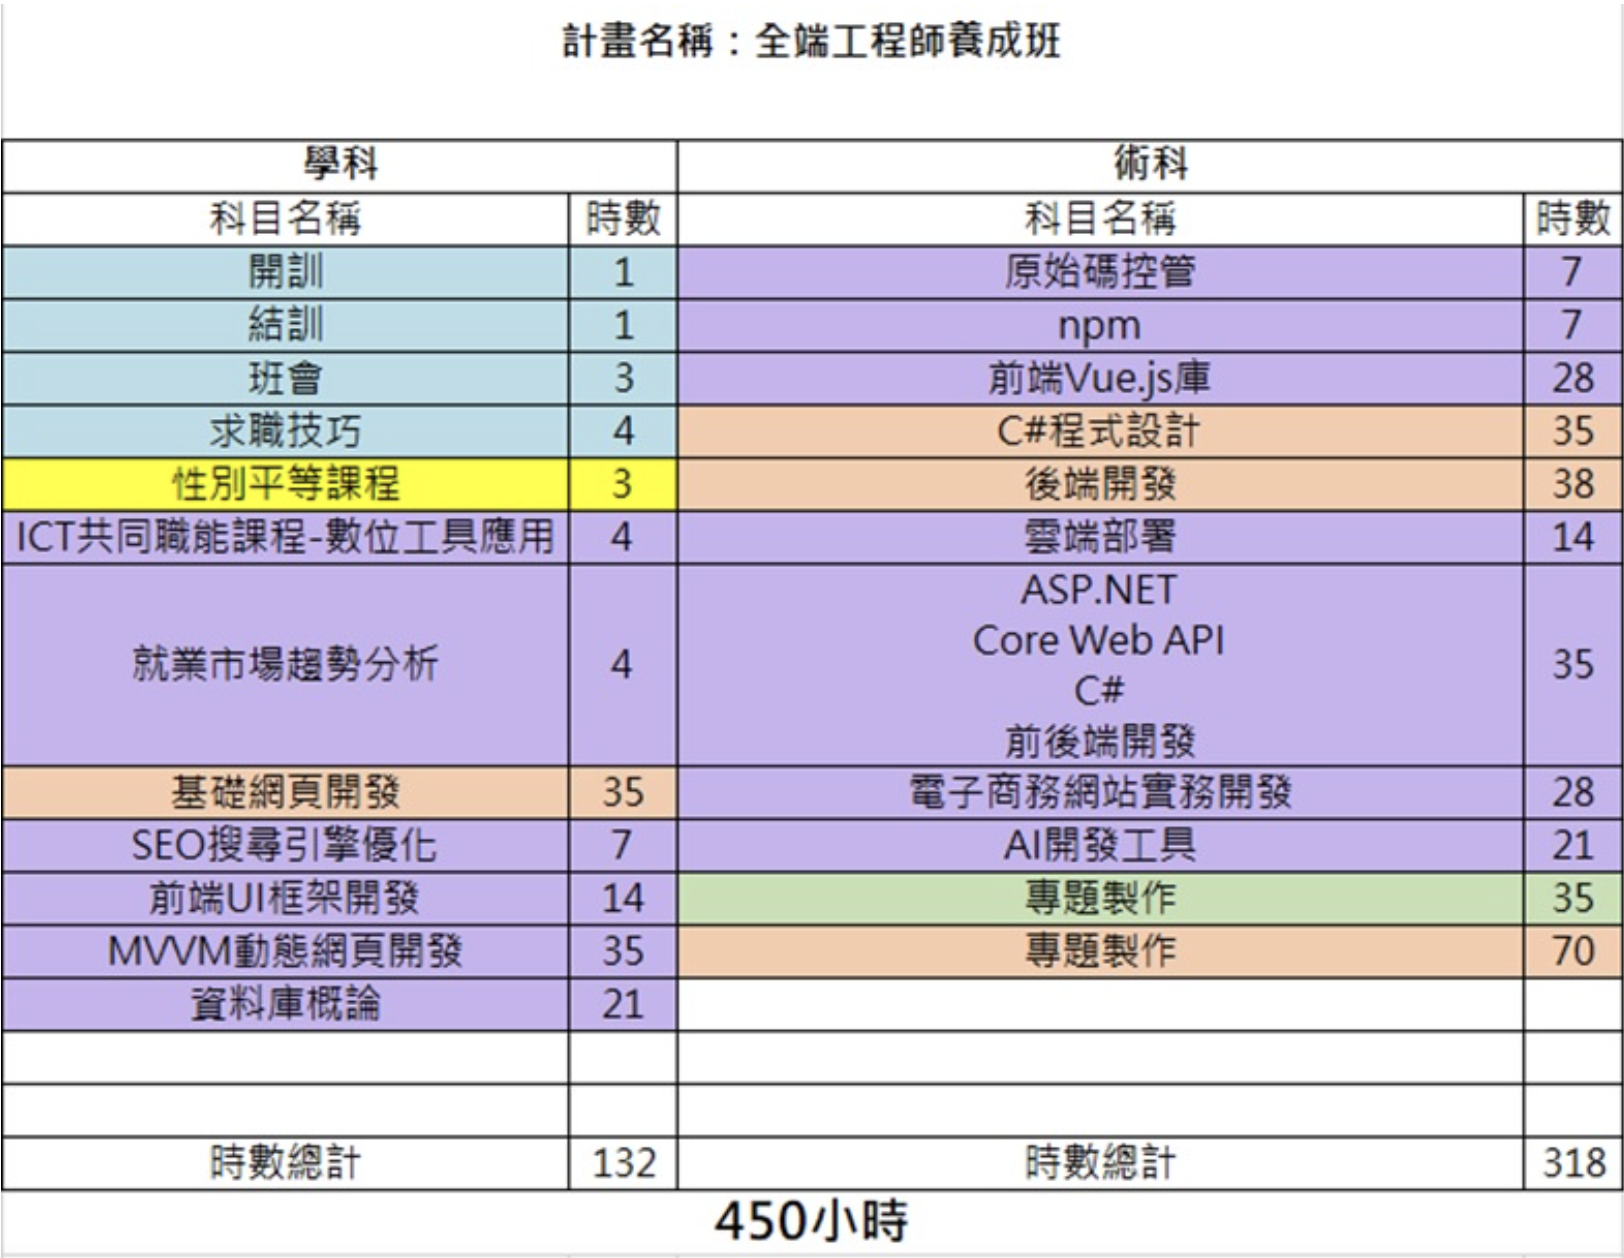 計畫名稱：全端工程師養成班
學科 術科
科目名稱 時數 科目名稱 時數
開訓 1 原始碼控管 7
結訓 1 npm 7
班會 3 前端Vue.js庫 28
求職技巧 4 C#程式設計 35
性別平等課程 3 後端開發 38
ICT共同職能課程-數位工具應用 4 雲端部署 14
就業市場趨勢分析 4
ASP.NET
Core Web API
C#
前後端開發
35
基礎網頁開發 35 電子商務網站實務開發 28
SEO搜尋引擎優化 7 AI開發工具 21
前端UI框架開發 14 專題製作 35
MVVM動態網頁開發 35 專題製作 70
資料庫概論 21
時數總計 132 時數總計 318
450小時